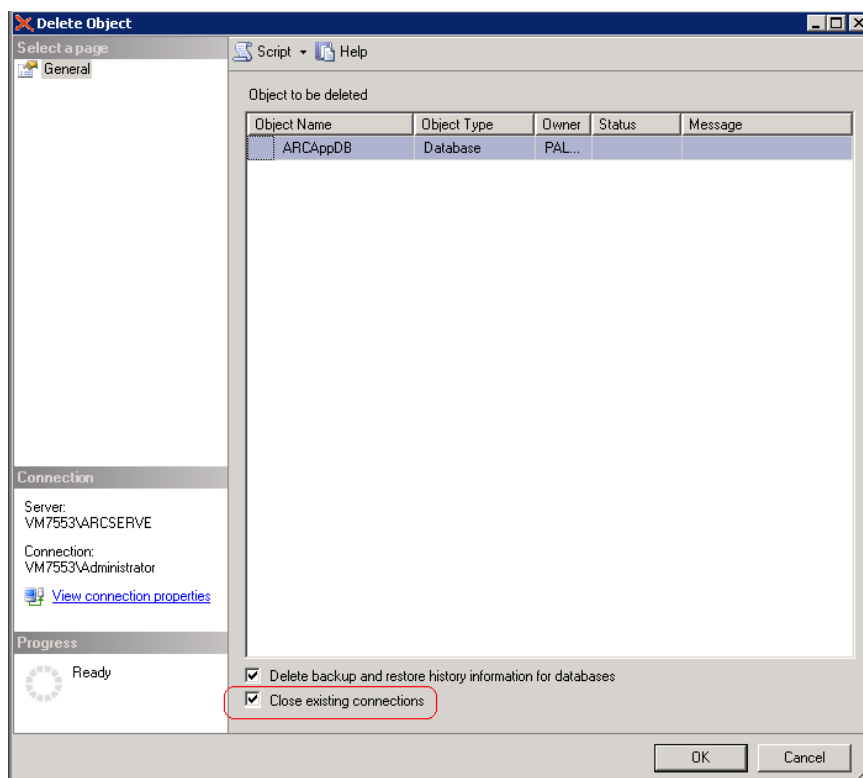 Delete Object
Select a page
General
Script
Help
Object to be deleted
Object Name Object Type Owner Status Message
ARCAppDB Database PAL...
Connection
Server:
VM7553\ARCSERVE
Connection:
VM7553\Administrator
View connection properties
Progress
Ready
Delete backup and restore history information for databases
Close existing connections
OK Cancel